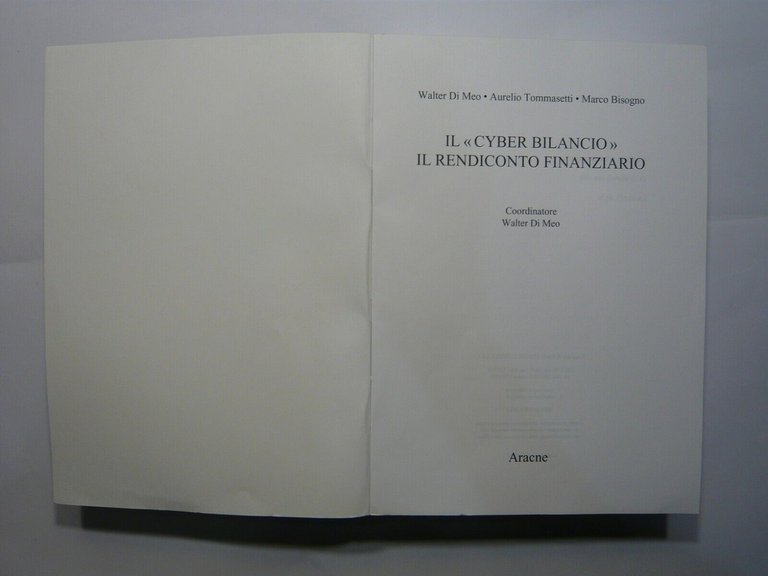 Walter Di Meo • Aurelio Tommasetti • Marco Bisogno
IL « CYBER BILANCIO »
IL RENDICONTO FINANZIARIO
Coordinatore
Walter Di Meo
Aracne